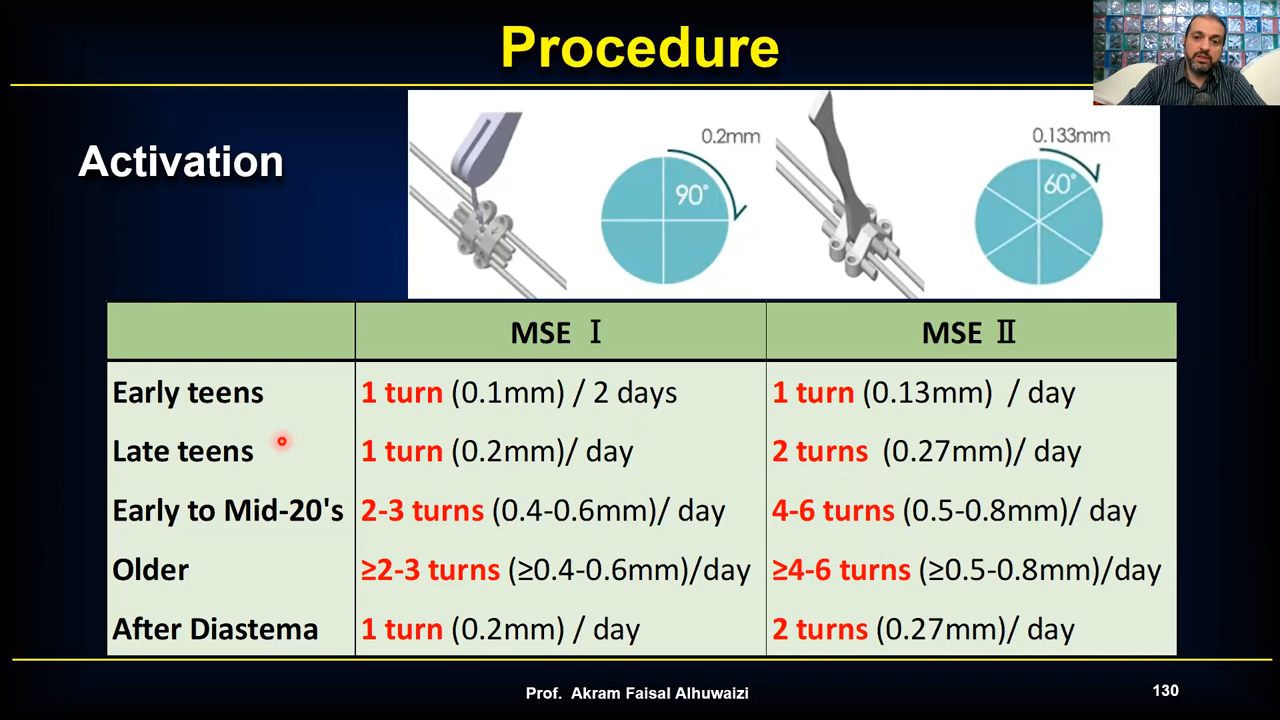 Procedure
Activation
0.2mm
90°
0.133mm
60°
MSE Ⅰ MSE Ⅱ
Early teens 1 turn (0.1mm) / 2 days 1 turn (0.13mm) / day
Late teens 1 turn (0.2mm)/ day 2 turns (0.27mm)/ day
Early to Mid-20's 2-3 turns (0.4-0.6mm)/ day 4-6 turns (0.5-0.8mm)/ day
Older ≥2-3 turns (≥0.4-0.6mm)/day ≥4-6 turns (≥0.5-0.8mm)/day
After Diastema 1 turn (0.2mm) / day 2 turns (0.27mm)/ day
Prof. Akram Faisal Alhuwaizi
130